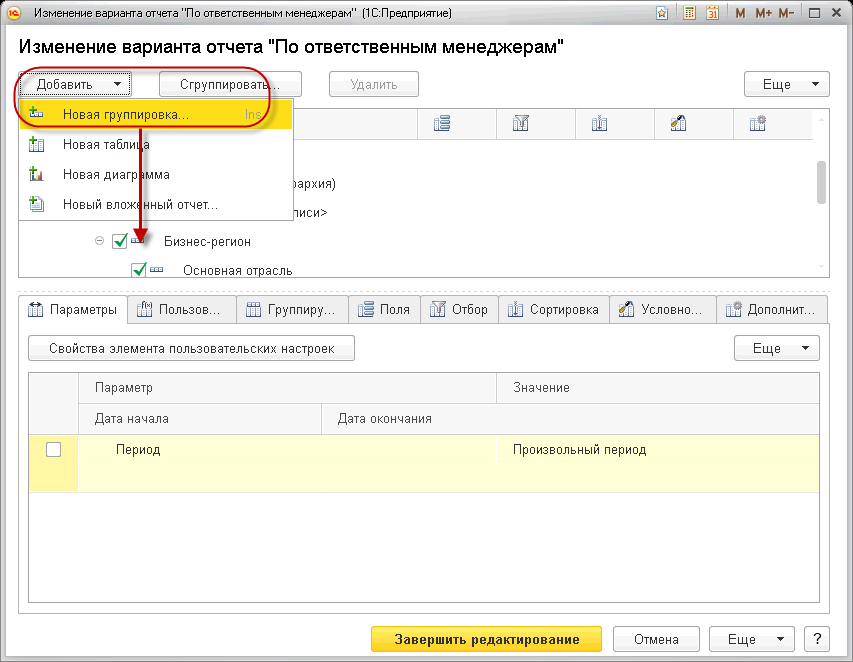 Изменение варианта отчета "По ответственным менеджерам" (1С:Предприятие)
M M+ M-
Изменение варианта отчета "По ответственным менеджерам"
Добавить Сгруппировать... Удалить Еще
Новая группировка... Ins
Новая таблица
Новая диаграмма
архия)
Новый вложенный отчет...
писи>
Бизнес-регион
Основная отрасль
Параметры Пользов... Группиру... Поля Отбор Сортировка Условно... Дополнит...
Свойства элемента пользовательских настроек Еще
Параметр Значение
Дата начала Дата окончания
Период Произвольный период
Завершить редактирование Отмена Еще ?